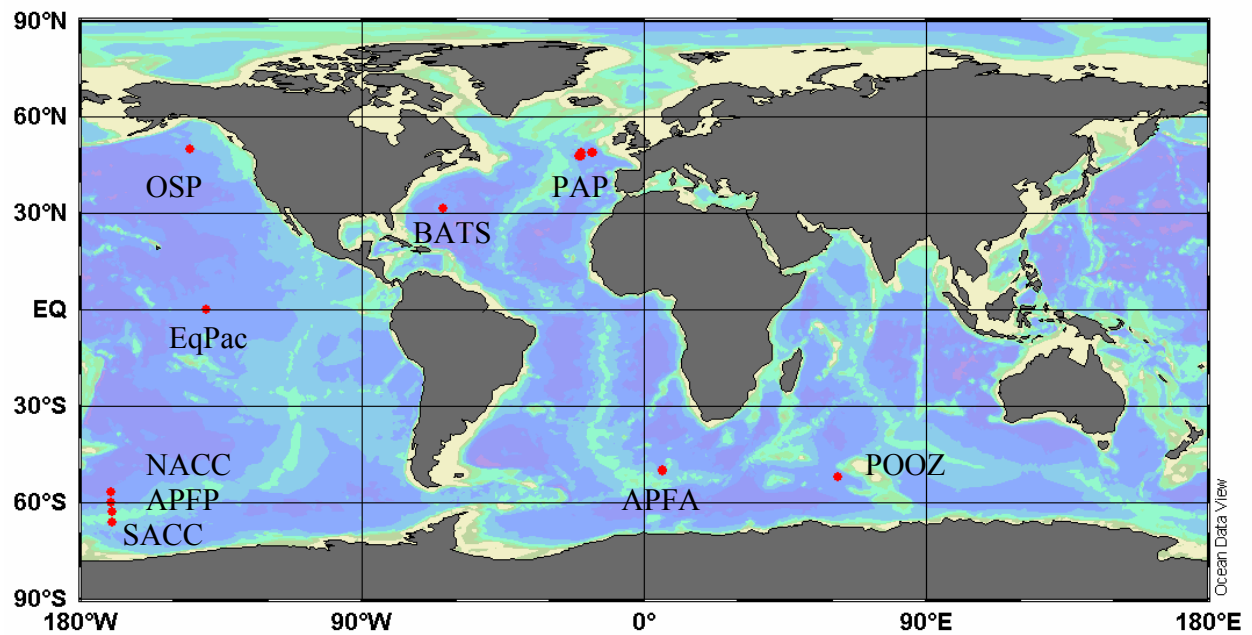 90°N
60°N
OSP
PAP
30°N
BATS
EQ
EqPac
30°S
NACC
POOZ
60°S
APFP
APFA
SACC
90°S
180°W
90°W
0°
90°E
180°E
Ocean Data View